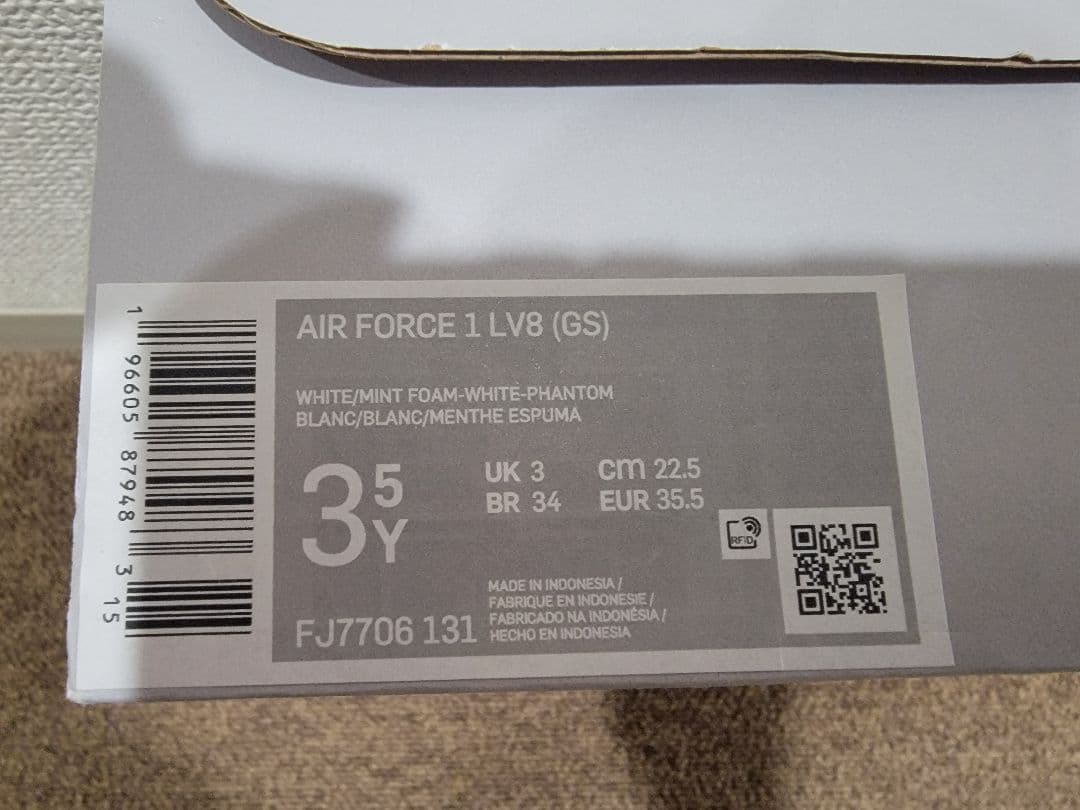 AIR FORCE 1 LV8 (GS)
WHITE/MINT FOAM-WHITE-PHANTOM
BLANC/BLANC/MENTHE ESPUMA
3 5 Y
UK 3 cm 22.5
BR 34 EUR 35.5
RFID
MADE IN INDONESIA /
FABRIQUE EN INDONESIE /
FABRICADO NA INDONÉSIA /
HECHO EN INDONESIA
FJ7706 131
1 96605 87948 3 15